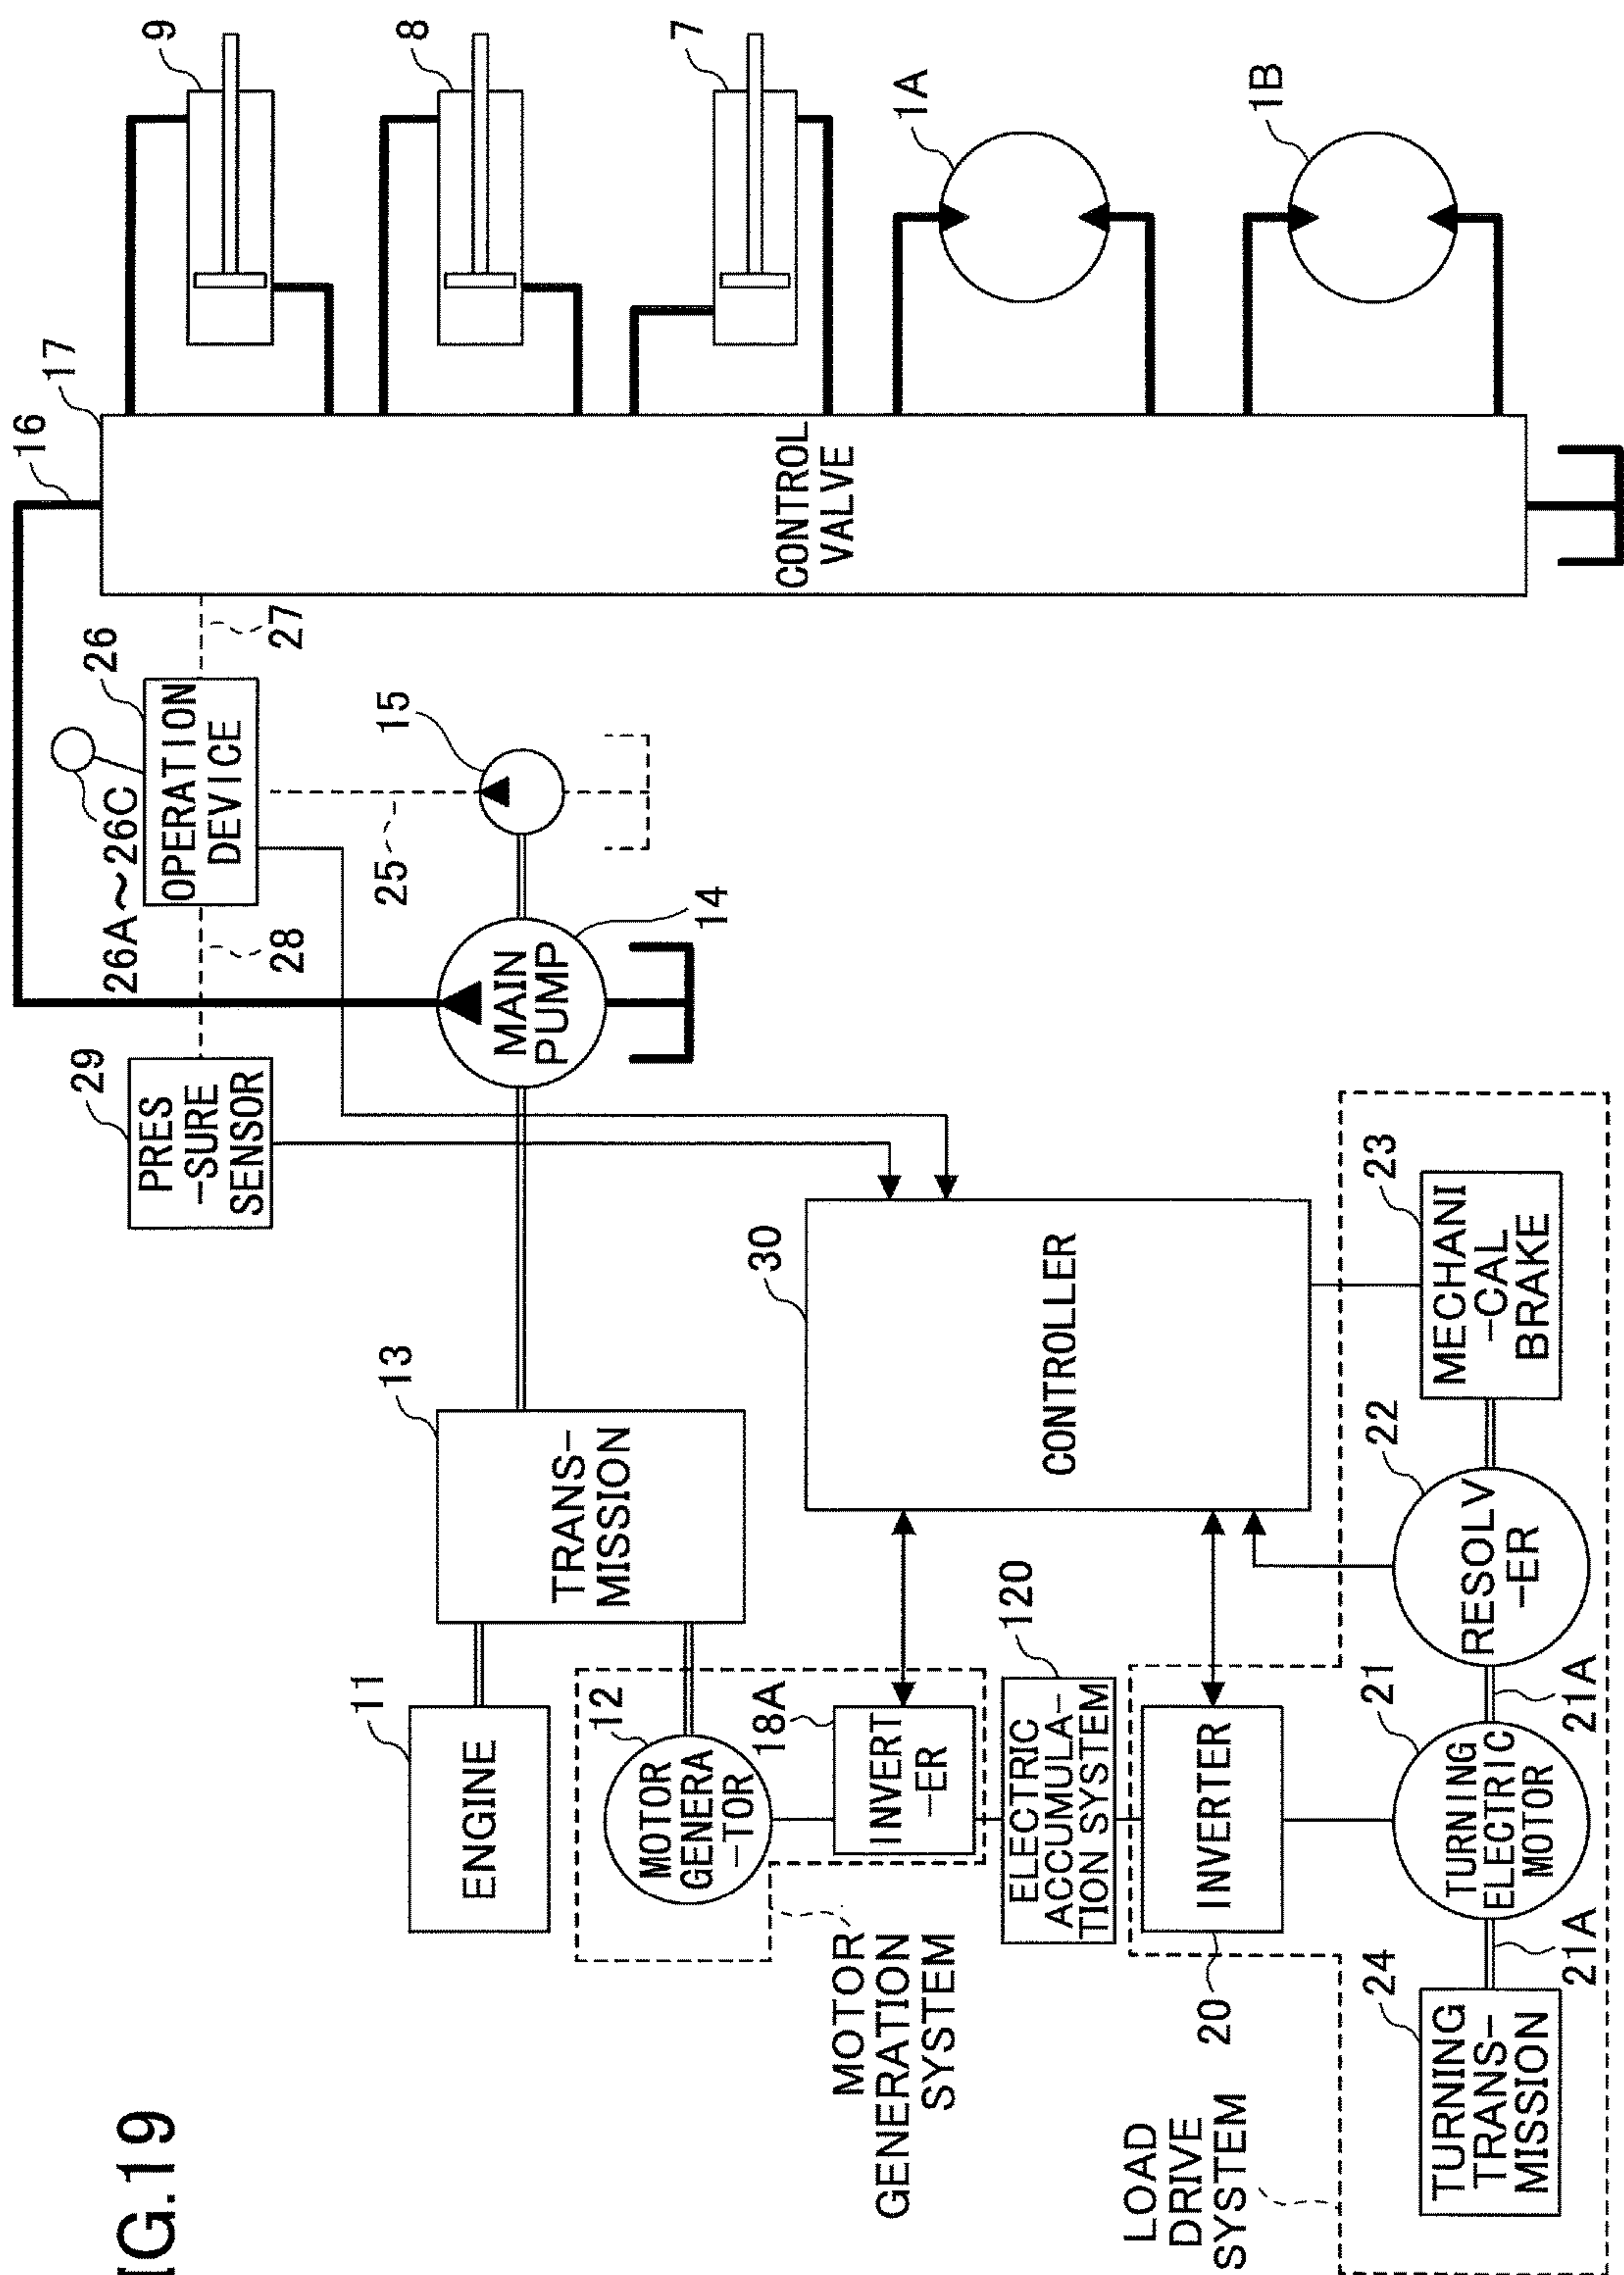 IG.19
ENGINE
11
TRANS-
MISSION
13
MOTOR
GENERA
-TOR
12
18A
INVERT
-ER
MOTOR
GENERATION
SYSTEM
ELECTRIC
ACCUMULA-
TION SYSTEM
120
INVERTER
20
LOAD
DRIVE
SYSTEM
TURNING
TRANS-
MISSION
24
21A
TURNING
ELECTRIC
MOTOR
21
21A
RESOLV
-ER
22
MECHANI
-CAL
BRAKE
23
CONTROLLER
30
PRES
-SURE
SENSOR
29
28
26A~26C
OPERATION
DEVICE
26
27
MAIN
PUMP
14
25
15
16
17
CONTROL
VALVE
9
8
7
1A
1B